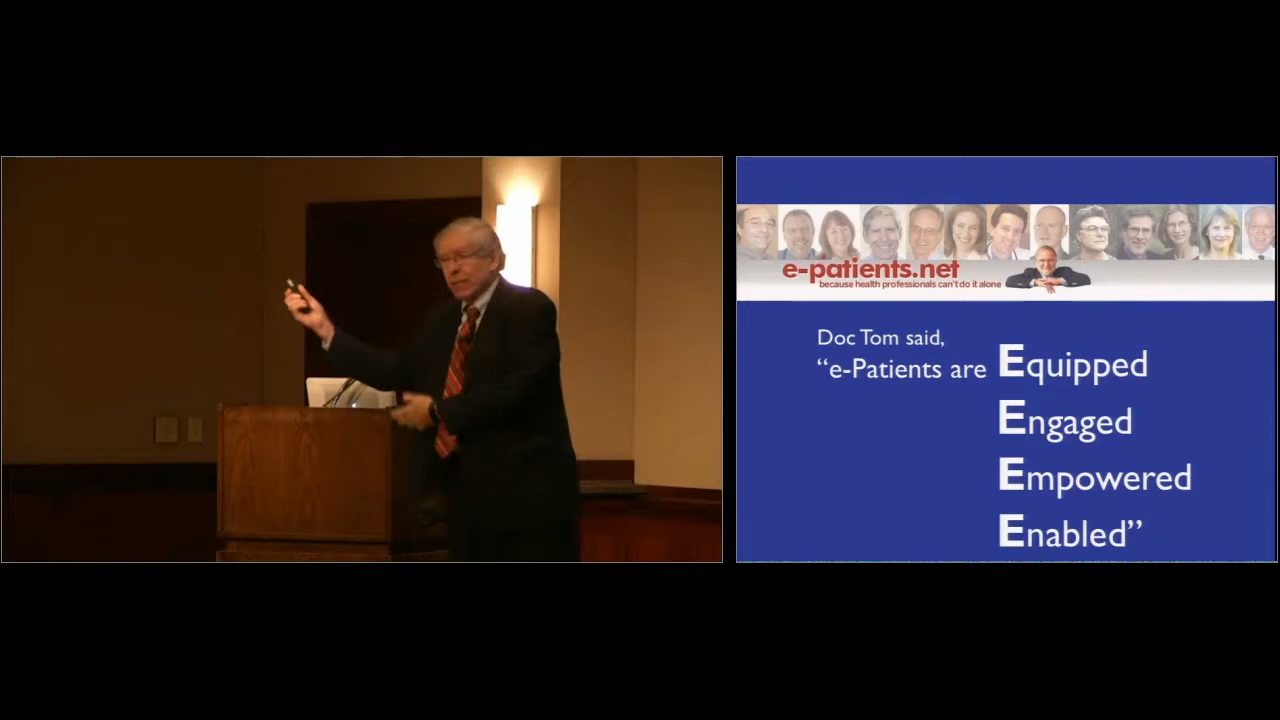 e-patients.net
because health professionals can't do it alone
Doc Tom said,
“e-Patients are Equipped
Engaged
Empowered
Enabled”